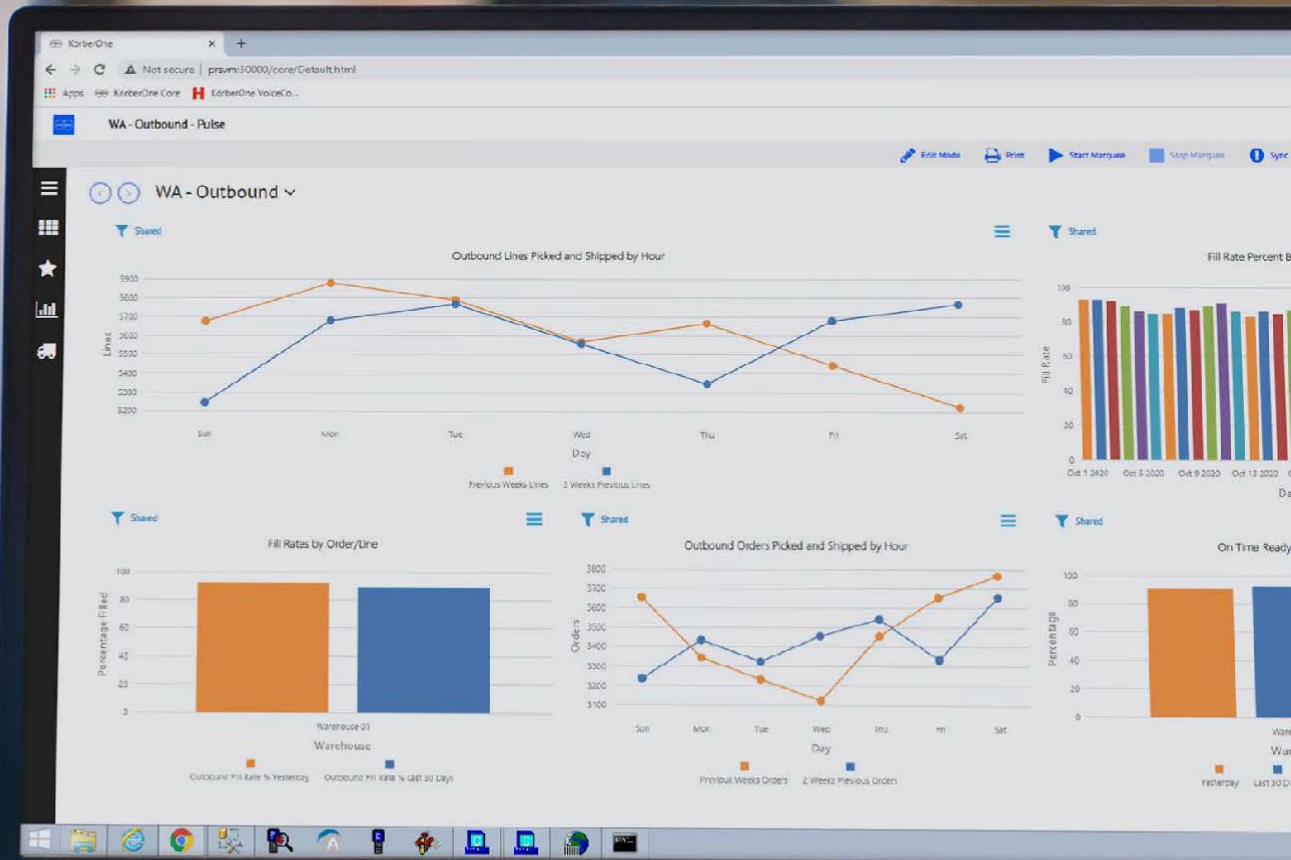 KörberOne
Not secure | prsvm:30000/core/Default.html
Apps KörberOne Core KörberOne VoiceCo...
WA - Outbound - Pulse
Edit Mode Print Start Marquee Stop Marquee Sync
WA - Outbound
Shared
Outbound Lines Picked and Shipped by Hour
5900
5600
5700
5600
5500
5400
5300
5200
Lines
Sun Mon Tue Wed Thu Fri Sat
Day
Previous Weeks Lines 2 Weeks Previous Lines
Shared
Fill Rate Percent B
100
80
60
40
20
0
Fill Rate
Oct 1 2020 Oct 5 2020 Oct 9 2020 Oct 13 2020
Da
Shared
Fill Rates by Order/Line
100
80
60
40
20
0
Percentage Filled
Warehouse 01
Warehouse
Outbound Fill Rate % Yesterday Outbound Fill Rate % Last 30 Days
Shared
Outbound Orders Picked and Shipped by Hour
3800
3700
3600
3500
3400
3300
3200
3100
Orders
Sun Mon Tue Wed Thu Fri Sat
Day
Previous Weeks Orders 2 Weeks Previous Orders
Shared
On Time Ready
100
80
60
40
20
0
Percentage
Ware
War
Yesterday Last 30 D